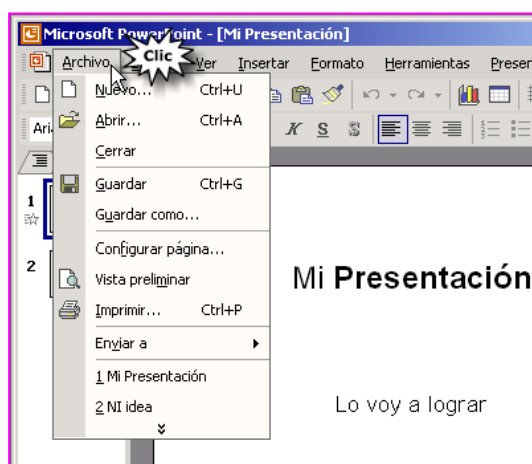 Microsoft PowerPoint - [Mi Presentación]
Archivo Clic Ver Insertar Formato Herramientas Presen
Nuevo... Ctrl+U
Abrir... Ctrl+A
Cerrar
Guardar Ctrl+G
Guardar como...
Configurar página...
Vista preliminar
Imprimir... Ctrl+P
Enviar a
1 Mi Presentación
2 NI idea
Ari
K S S
1
2
Mi Presentación
Lo voy a lograr